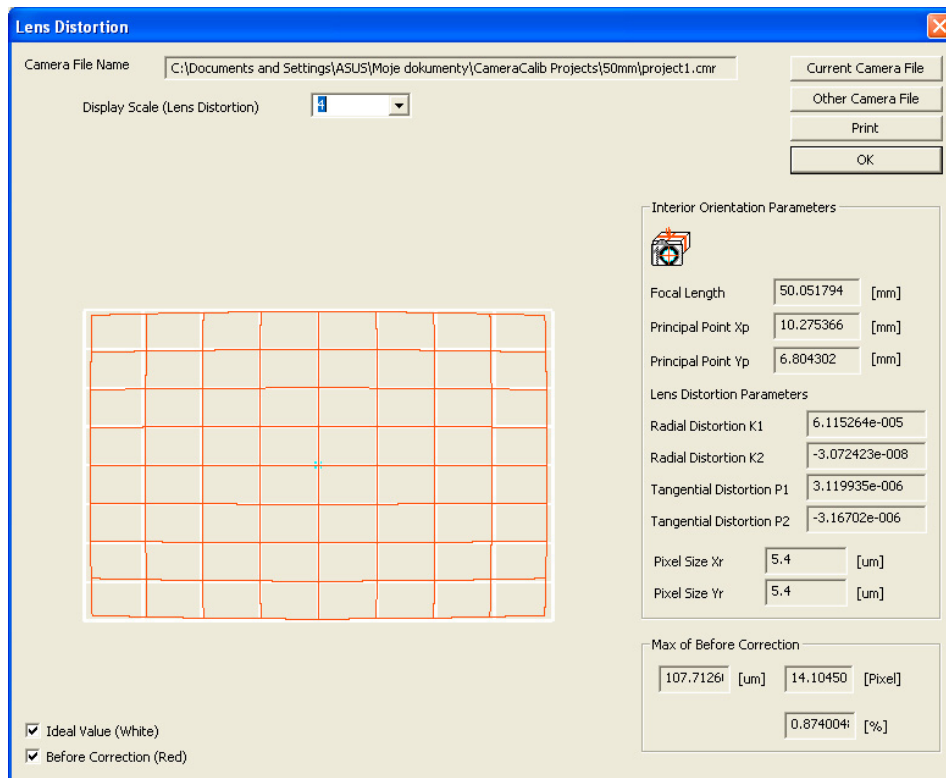 Lens Distortion
Camera File Name C:\Documents and Settings\ASUS\Moje dokumenty\CameraCalib Projects\50mm\project1.cmr Current Camera File
Display Scale (Lens Distortion) 4 Other Camera File
Print
OK
Interior Orientation Parameters
Focal Length 50.051794 [mm]
Principal Point Xp 10.275366 [mm]
Principal Point Yp 6.804302 [mm]
Lens Distortion Parameters
Radial Distortion K1 6.115264e-005
Radial Distortion K2 -3.072423e-008
Tangential Distortion P1 3.119935e-006
Tangential Distortion P2 -3.16702e-006
Pixel Size Xr 5.4 [um]
Pixel Size Yr 5.4 [um]
Max of Before Correction
107.7126 [um] 14.10450 [Pixel]
0.874004 [%]
Ideal Value (White)
Before Correction (Red)